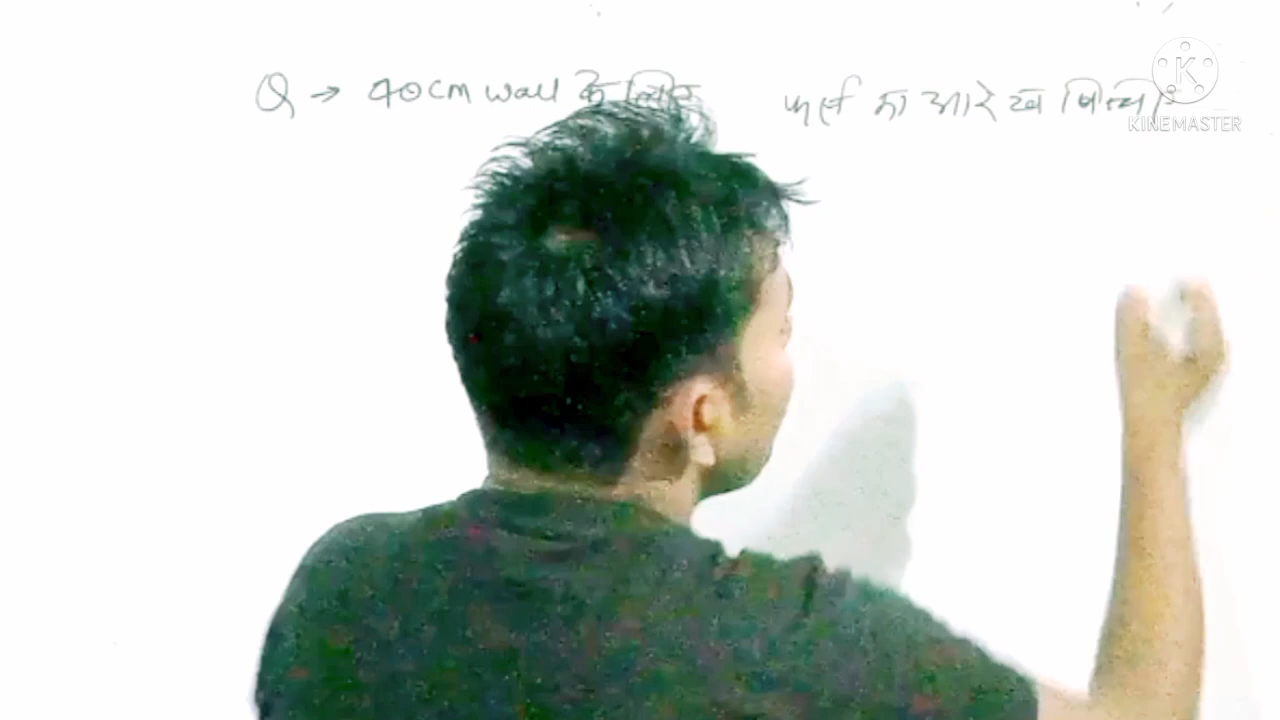 Q → 40cm wall के लिए फर्श का आरेख खिंचिए
KINEMASTER